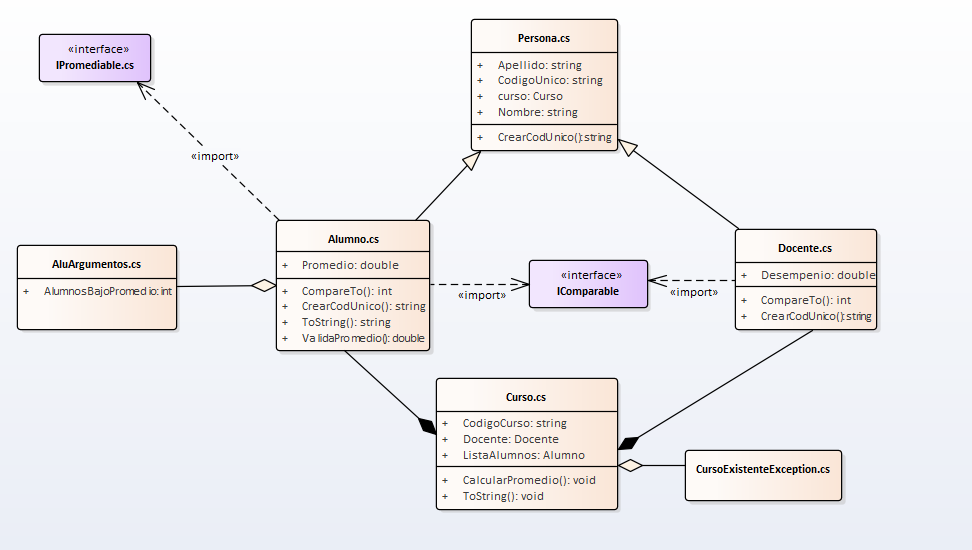 «interface»
IPromediable.cs
Persona.cs
+ Apellido: string
+ CodigoUnico: string
+ curso: Curso
+ Nombre: string
+ CrearCodUnico():string
«import»
AluArgumentos.cs
+ AlumnosBajoPromedio:int
Alumno.cs
+ Promedio: double
+ CompareTo(): int
+ CrearCodUnico(): string
+ ToString(): string
+ ValidaPromedio(): double
«import»
«interface»
IComparable
«import»
Docente.cs
+ Desempenio: double
+ CompareTo(): int
+ CrearCodUnico():string
Curso.cs
+ CodigoCurso: string
+ Docente: Docente
+ ListaAlumnos: Alumno
+ CalcularPromedio(): void
+ ToString(): void
CursoExistenteException.cs